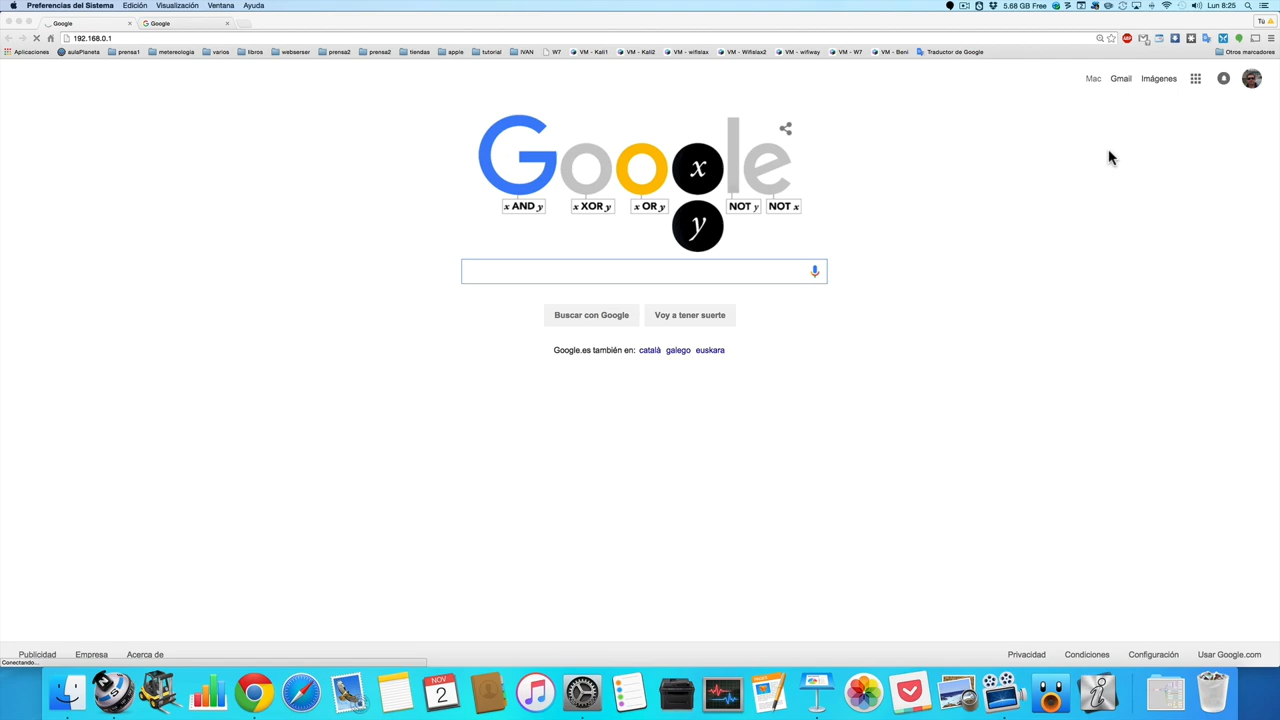 Preferencias del Sistema Edición Visualización Ventana Ayuda 5.68 GB Free Lun 8:25
Google Google Tú
192.168.0.1
Aplicaciones aulaPlaneta prensa1 metereologia varios libros webserser prensa2 prensa2 tiendas apple tutorial IVAN W7 VM - Kali1 VM - Kali2 VM - wifislax VM - Wifislax2 VM - wifiway VM - W7 VM - Beni Traductor de Google Otros marcadores
Mac Gmail Imágenes
Google
x
x AND y x XOR y x OR y NOT y NOT x
y
Buscar con Google Voy a tener suerte
Google.es también en: català galego euskara
Publicidad Empresa Acerca de Privacidad Condiciones Configuración Usar Google.com
Conectando...
NOV
2